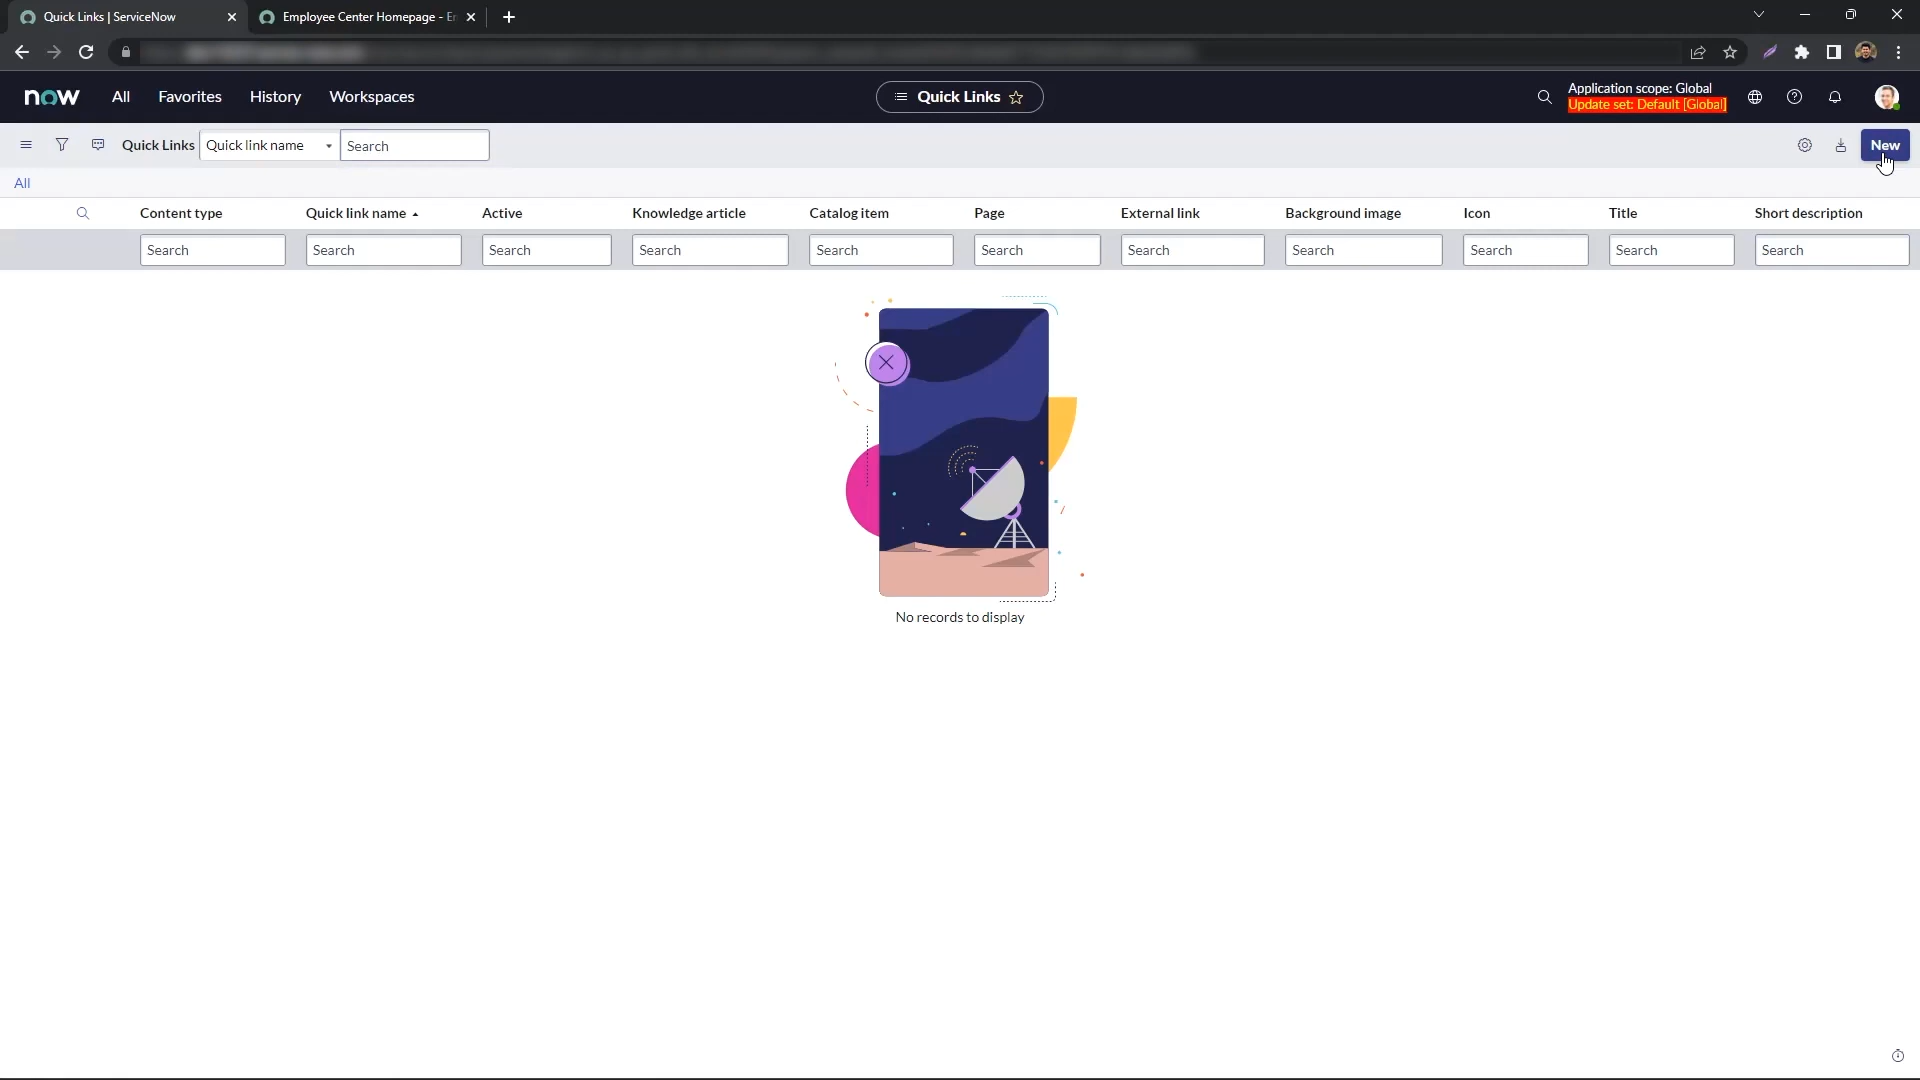 Quick Links | ServiceNow
Employee Center Homepage - E
now
All
Favorites
History
Workspaces
Quick Links
Application scope: Global
Update set: Default [Global]
Quick Links
Quick link name
Search
New
All
Content type
Quick link name
Active
Knowledge article
Catalog item
Page
External link
Background image
Icon
Title
Short description
Search
Search
Search
Search
Search
Search
Search
Search
Search
Search
Search
No records to display